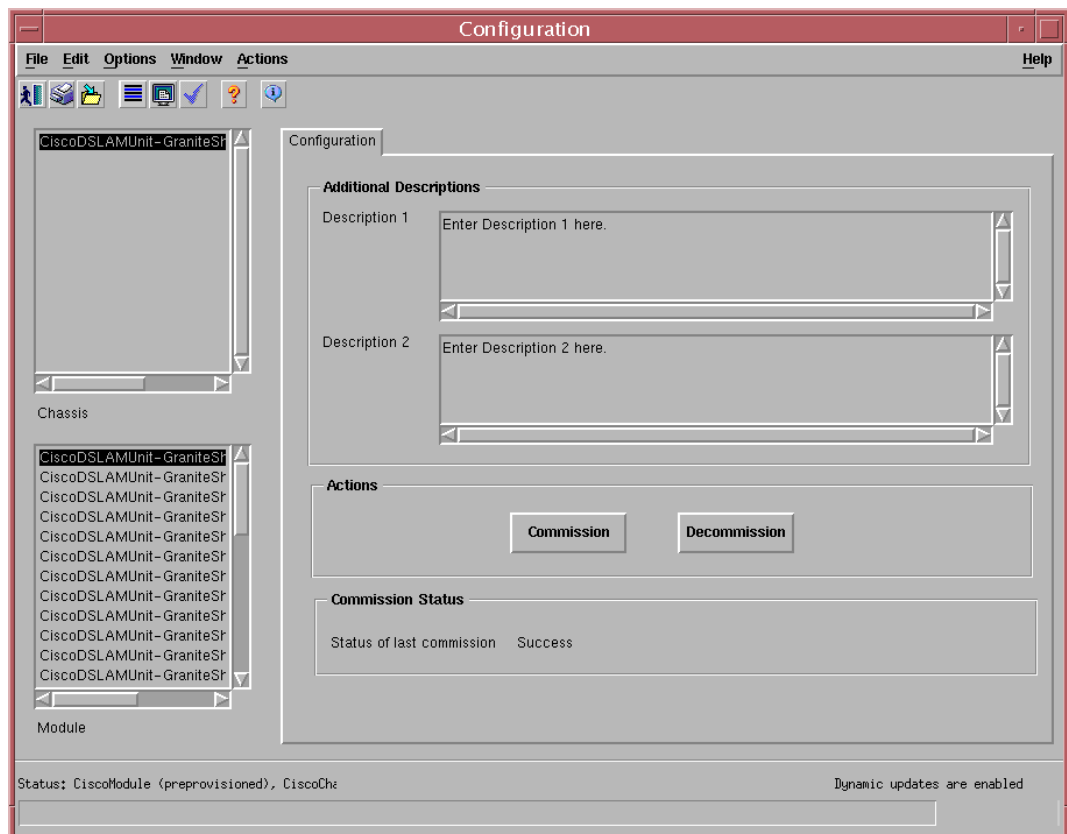 Configuration
File Edit Options Window Actions Help
CiscoDSLAMUnit-GraniteSh
Chassis
CiscoDSLAMUnit-GraniteSh
CiscoDSLAMUnit-GraniteSh
CiscoDSLAMUnit-GraniteSh
CiscoDSLAMUnit-GraniteSh
CiscoDSLAMUnit-GraniteSh
CiscoDSLAMUnit-GraniteSh
CiscoDSLAMUnit-GraniteSh
CiscoDSLAMUnit-GraniteSh
CiscoDSLAMUnit-GraniteSh
CiscoDSLAMUnit-GraniteSh
CiscoDSLAMUnit-GraniteSh
CiscoDSLAMUnit-GraniteSh
Module
Configuration
Additional Descriptions
Description 1
Enter Description 1 here.
Description 2
Enter Description 2 here.
Actions
Commission Decommission
Commission Status
Status of last commission Success
Status: CiscoModule (preprovisioned), CiscoCha
Dynamic updates are enabled